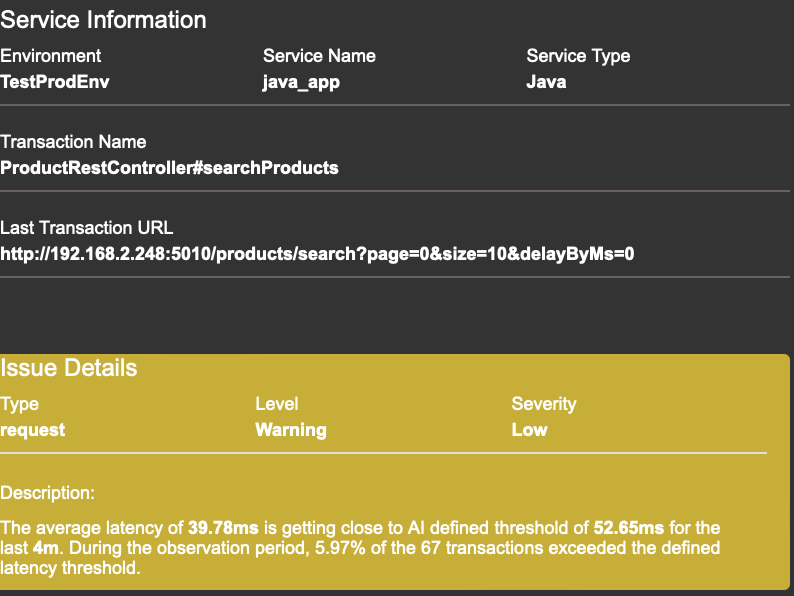 Service Information
Environment Service Name Service Type
TestProdEnv java_app Java
Transaction Name
ProductRestController#searchProducts
Last Transaction URL
http://192.168.2.248:5010/products/search?page=0&size=10&delayByMs=0
Issue Details
Type Level Severity
request Warning Low
Description:
The average latency of 39.78ms is getting close to AI defined threshold of 52.65ms for the
last 4m. During the observation period, 5.97% of the 67 transactions exceeded the defined
latency threshold.